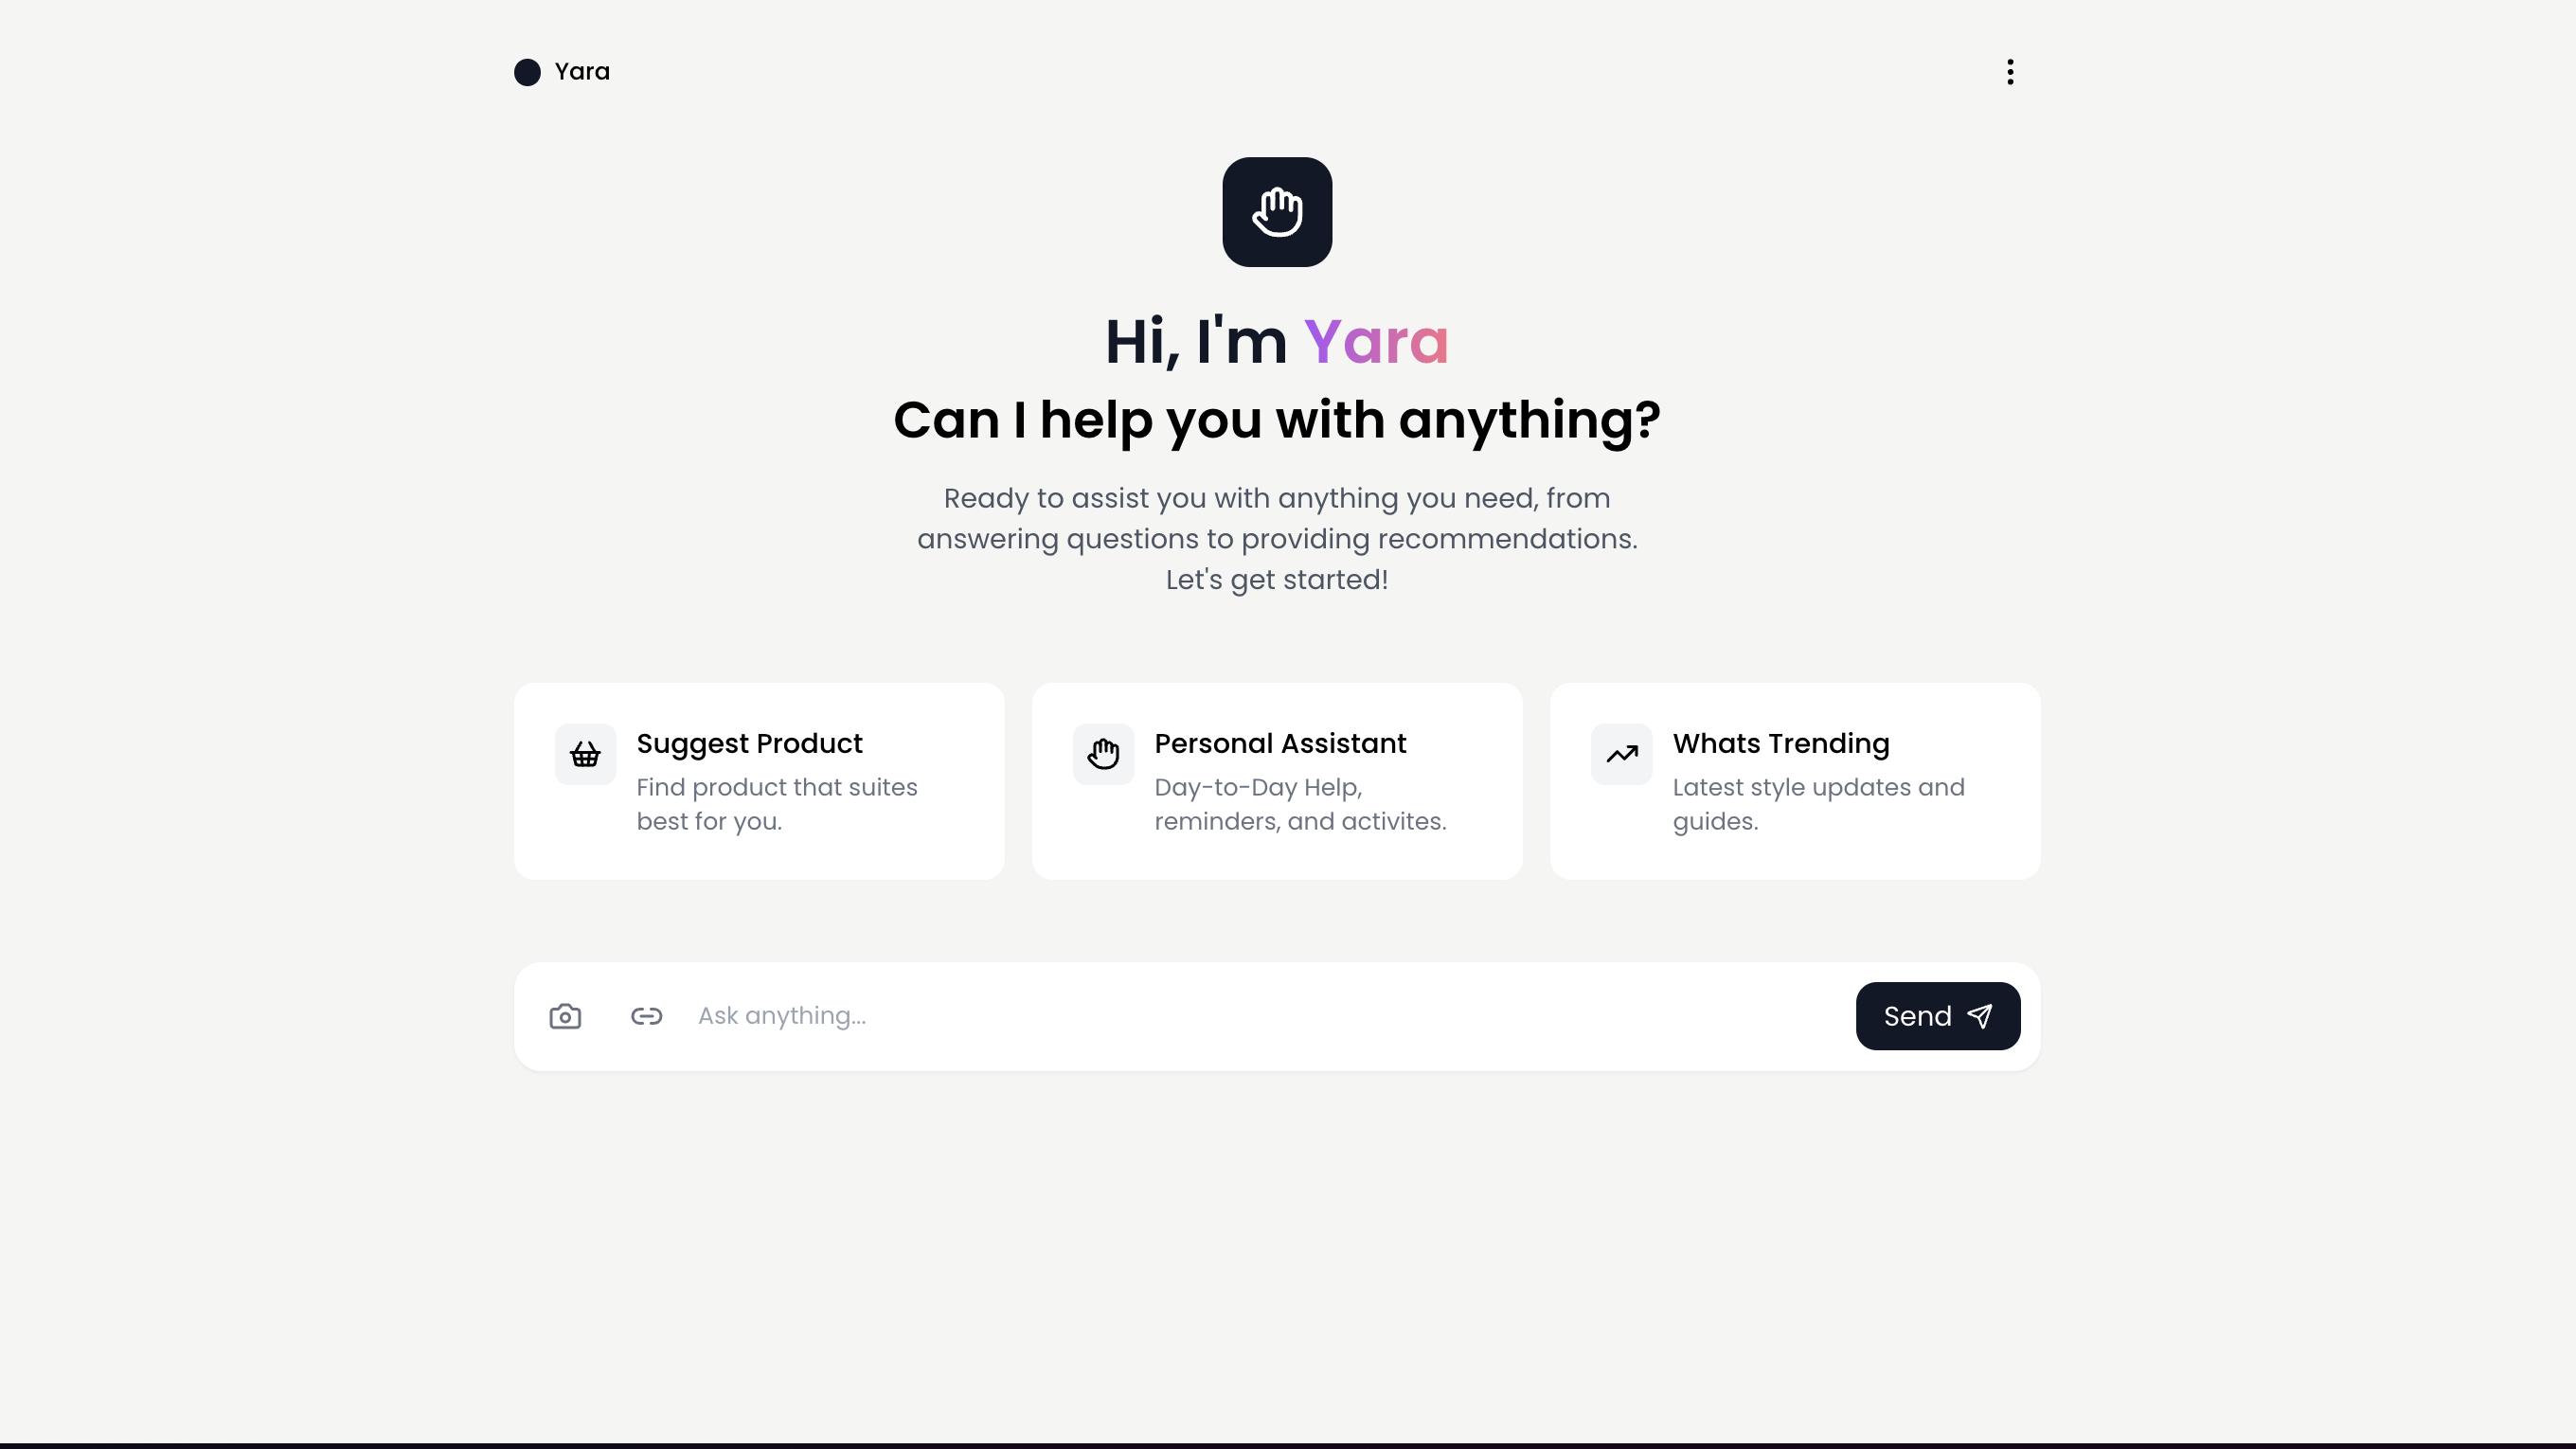 Yara
Hi, I'm Yara
Can I help you with anything?
Ready to assist you with anything you need, from
answering questions to providing recommendations.
Let's get started!
Suggest Product
Find product that suites
best for you.
Personal Assistant
Day-to-Day Help,
reminders, and activites.
Whats Trending
Latest style updates and
guides.
Ask anything...
Send